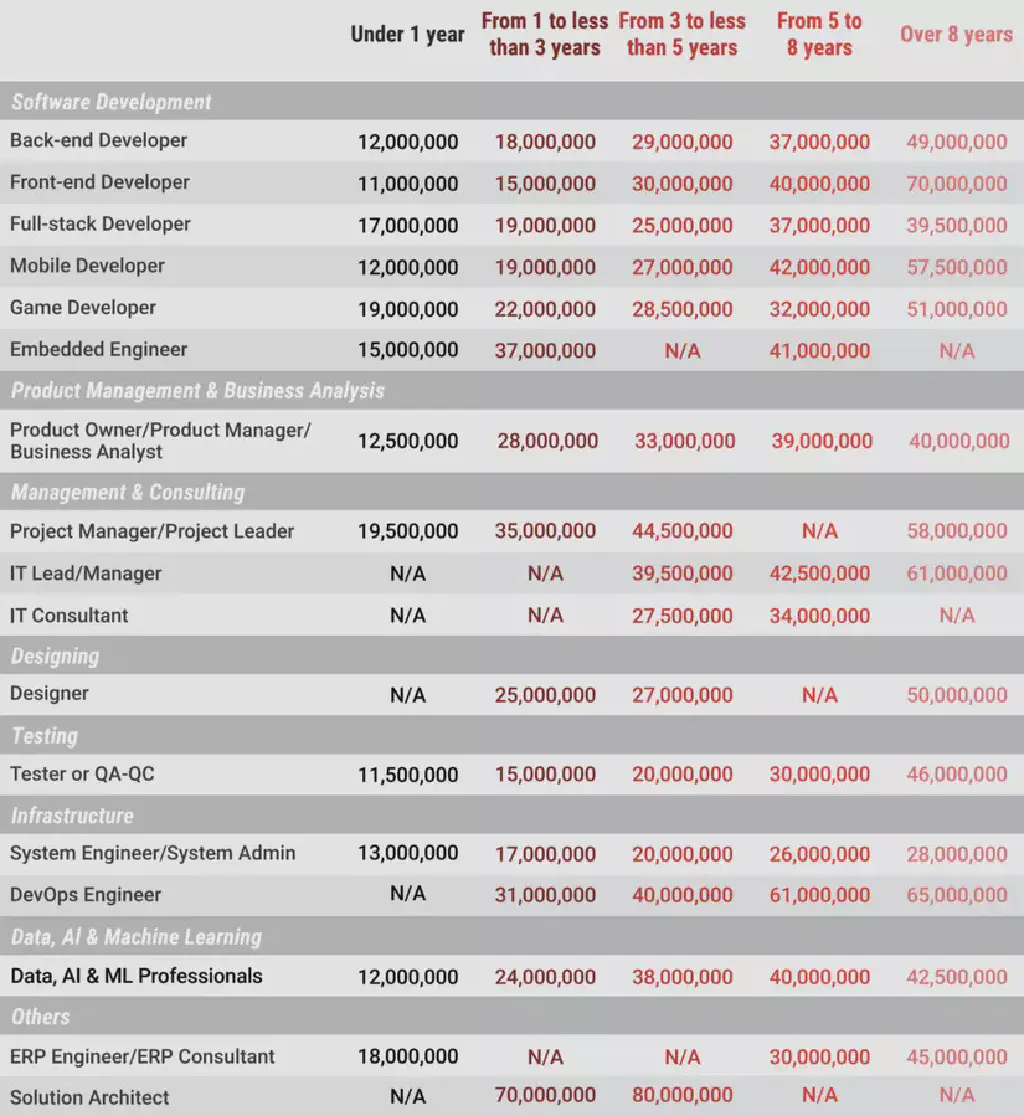 Under 1 year From 1 to less than 3 years From 3 to less than 5 years From 5 to 8 years Over 8 years
Software Development
Back-end Developer 12,000,000 18,000,000 29,000,000 37,000,000 49,000,000
Front-end Developer 11,000,000 15,000,000 30,000,000 40,000,000 70,000,000
Full-stack Developer 17,000,000 19,000,000 25,000,000 37,000,000 39,500,000
Mobile Developer 12,000,000 19,000,000 27,000,000 42,000,000 57,500,000
Game Developer 19,000,000 22,000,000 28,500,000 32,000,000 51,000,000
Embedded Engineer 15,000,000 37,000,000 N/A 41,000,000 N/A
Product Management & Business Analysis
Product Owner/Product Manager/
Business Analyst 12,500,000 28,000,000 33,000,000 39,000,000 40,000,000
Management & Consulting
Project Manager/Project Leader 19,500,000 35,000,000 44,500,000 N/A 58,000,000
IT Lead/Manager N/A N/A 39,500,000 42,500,000 61,000,000
IT Consultant N/A N/A 27,500,000 34,000,000 N/A
Designing
Designer N/A 25,000,000 27,000,000 N/A 50,000,000
Testing
Tester or QA-QC 11,500,000 15,000,000 20,000,000 30,000,000 46,000,000
Infrastructure
System Engineer/System Admin 13,000,000 17,000,000 20,000,000 26,000,000 28,000,000
DevOps Engineer N/A 31,000,000 40,000,000 61,000,000 65,000,000
Data, AI & Machine Learning
Data, AI & ML Professionals 12,000,000 24,000,000 38,000,000 40,000,000 42,500,000
Others
ERP Engineer/ERP Consultant 18,000,000 N/A N/A 30,000,000 45,000,000
Solution Architect N/A 70,000,000 80,000,000 N/A N/A